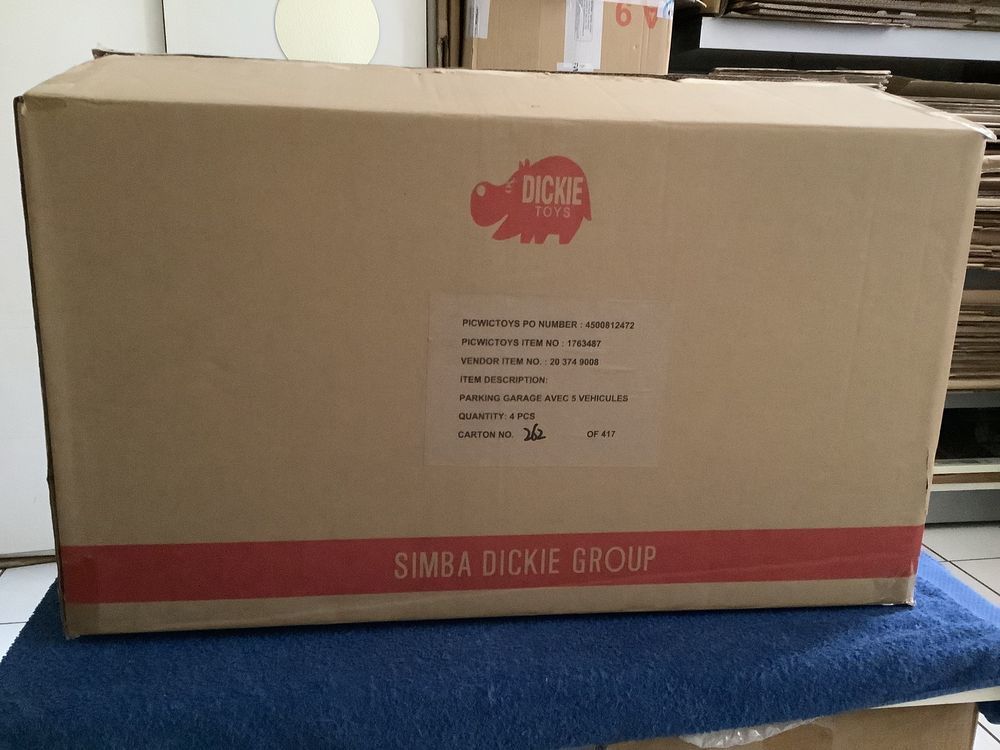 A 9
DICKIE
TOYS
PICWICTOYS PO NUMBER : 4500812472
PICWICTOYS ITEM NO : 1763487
VENDOR ITEM NO. : 20 374 9008
ITEM DESCRIPTION:
PARKING GARAGE AVEC 5 VEHICULES
QUANTITY: 4 PCS
CARTON NO. 262 OF 417
SIMBA DICKIE GROUP